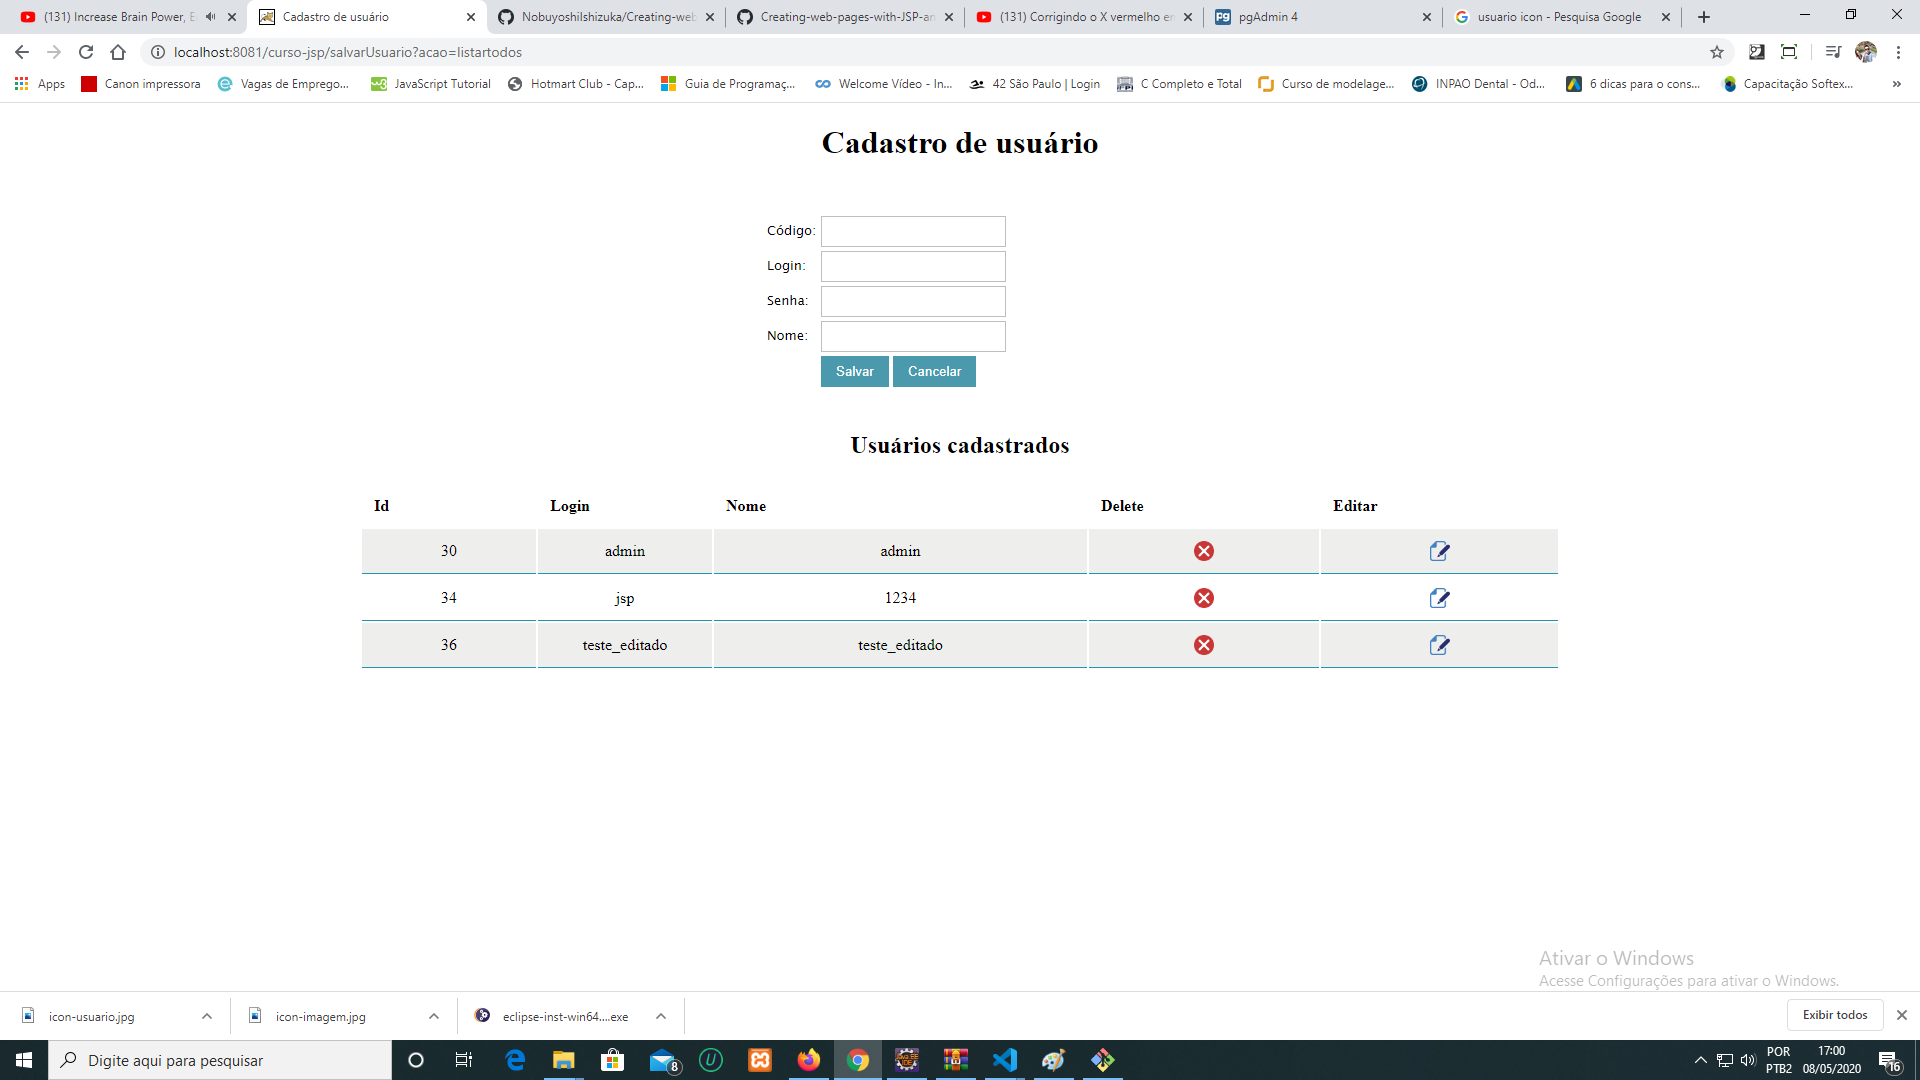 (131) Increase Brain Power, E
Cadastro de usuário
NobuyoshiIshizuka/Creating-web
Creating-web-pages-with-JSP-an
(131) Corrigindo o X vermelho em
pgAdmin 4
usuario icon - Pesquisa Google
localhost:8081/curso-jsp/salvarUsuario?acao=listartodos
Apps
Canon impressora
Vagas de Emprego...
JavaScript Tutorial
Hotmart Club - Cap...
Guia de Programaç...
Welcome Vídeo - In...
42 São Paulo | Login
C Completo e Total
Curso de modelage...
INPAO Dental - Od...
6 dicas para o cons...
Capacitação Softex...
»
Cadastro de usuário
Código:
Login:
Senha:
Nome:
Salvar Cancelar
Usuários cadastrados
Id Login Nome Delete Editar
30 admin admin
34 jsp 1234
36 teste_editado teste_editado
Ativar o Windows
Acesse Configurações para ativar o Windows.
icon-usuario.jpg
icon-imagem.jpg
eclipse-inst-win64....exe
Exibir todos
Digite aqui para pesquisar
8
POR
PTB2
17:00
08/05/2020
16